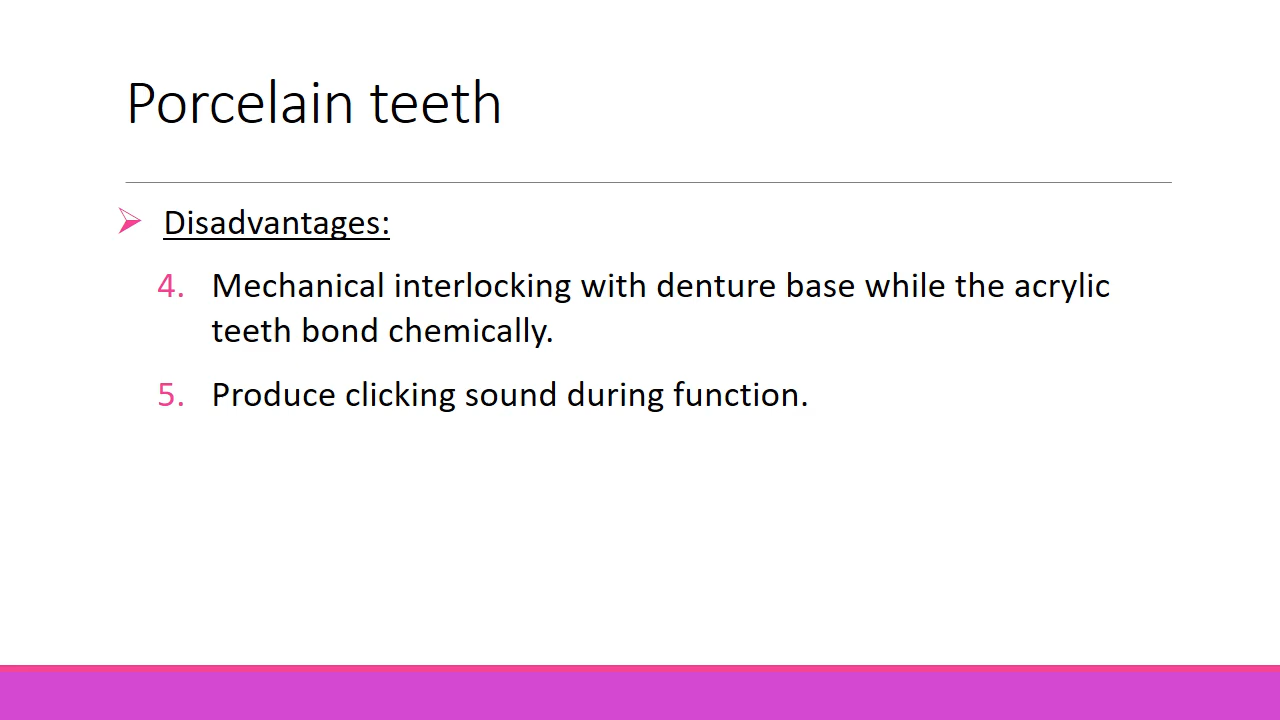 Porcelain teeth
Disadvantages:
4. Mechanical interlocking with denture base while the acrylic
teeth bond chemically.
5. Produce clicking sound during function.